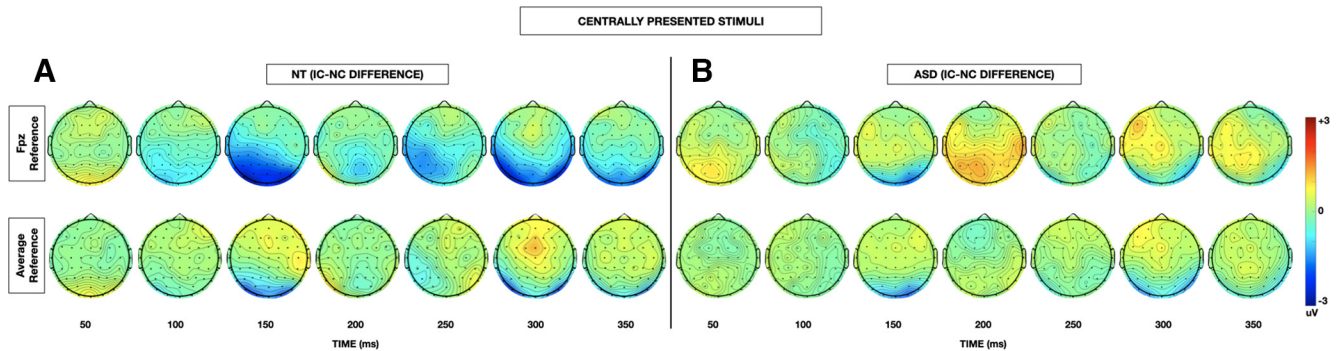 CENTRALLY PRESENTED STIMULI
A
NT (IC-NC DIFFERENCE)
B
ASD (IC-NC DIFFERENCE)
Fpz
Reference
Average
Reference
+3
0
-3
uV
50 100 150 200 250 300 350
50 100 150 200 250 300 350
TIME (ms)
TIME (ms)